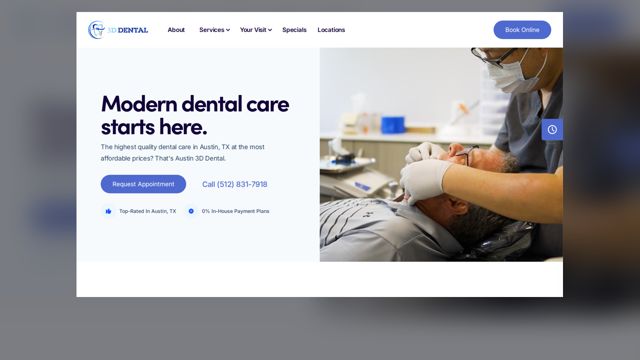 3D DENTAL
About
Services
Your Visit
Specials
Locations
Book Online
Modern dental care
starts here.
The highest quality dental care in Austin, TX at the most
affordable prices? That's Austin 3D Dental.
Request Appointment
Call (512) 831-7918
Top-Rated In Austin, TX
0% In-House Payment Plans